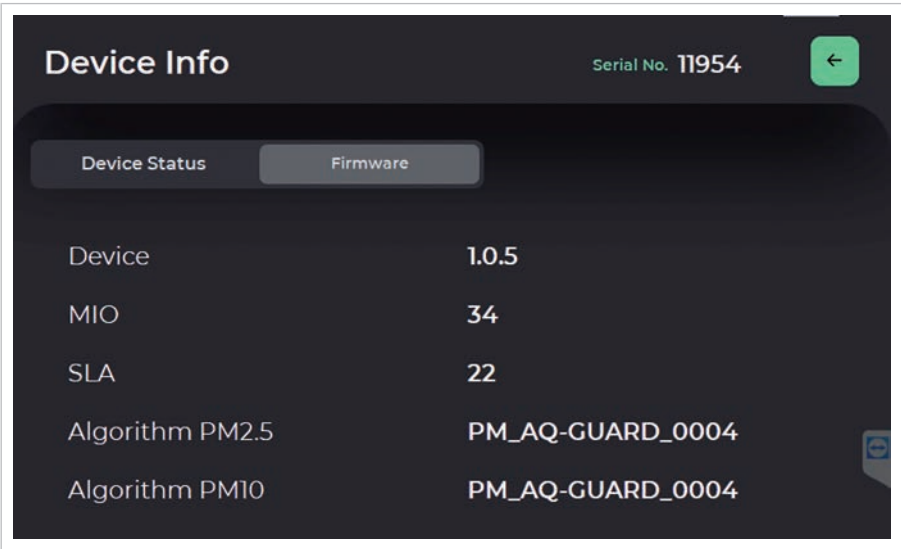 Device Info
Serial No. 11954
Device Status Firmware
Device 1.0.5
MIO 34
SLA 22
Algorithm PM2.5 PM_AQ-GUARD_0004
Algorithm PM10 PM_AQ-GUARD_0004